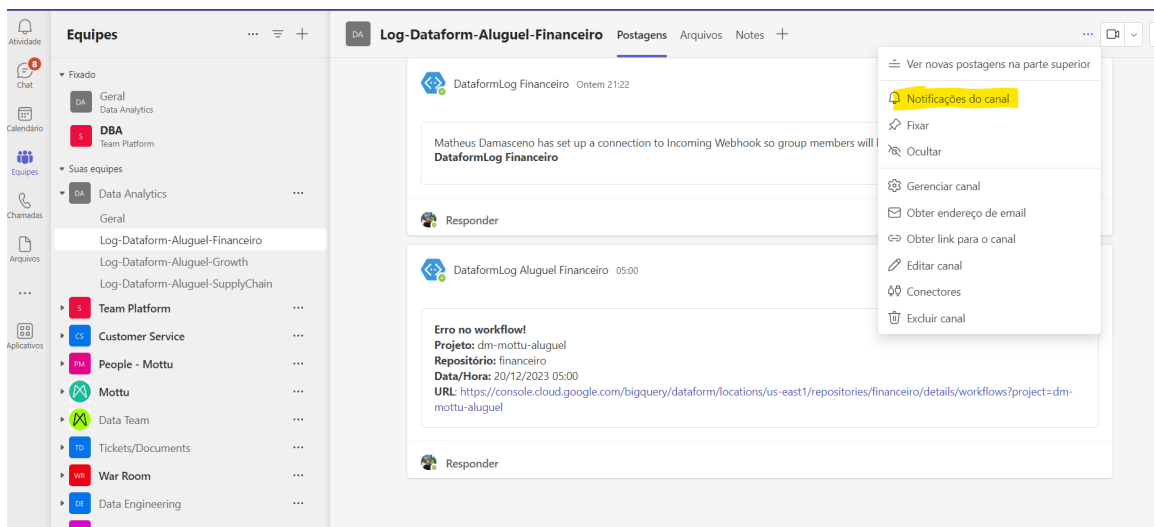 Atividade
8
Chat
Calendário
Equipes
Chamadas
Arquivos
Aplicativos
Equipes
Fixado
DA
Geral
Data Analytics
S
DBA
Team Platform
Suas equipes
DA Data Analytics
Geral
Log-Dataform-Aluguel-Financeiro
Log-Dataform-Aluguel-Growth
Log-Dataform-Aluguel-SupplyChain
S Team Platform
CS Customer Service
PM People - Mottu
Mottu
Data Team
TD Tickets/Documents
WR War Room
DE Data Engineering
DA Log-Dataform-Aluguel-Financeiro Postagens Arquivos Notes
DataformLog Financeiro Ontem 21:22
Matheus Damasceno has set up a connection to Incoming Webhook so group members will
DataformLog Financeiro
Responder
DataformLog Aluguel Financeiro 05:00
Erro no workflow!
Projeto: dm-mottu-aluguel
Repositório: financeiro
Data/Hora: 20/12/2023 05:00
URL: https://console.cloud.google.com/bigquery/dataform/locations/us-east1/repositories/financeiro/details/workflows?project=dm-
mottu-aluguel
Responder
Ver novas postagens na parte superior
Notificações do canal
Fixar
Ocultar
Gerenciar canal
Obter endereço de email
Obter link para o canal
Editar canal
Conectores
Excluir canal